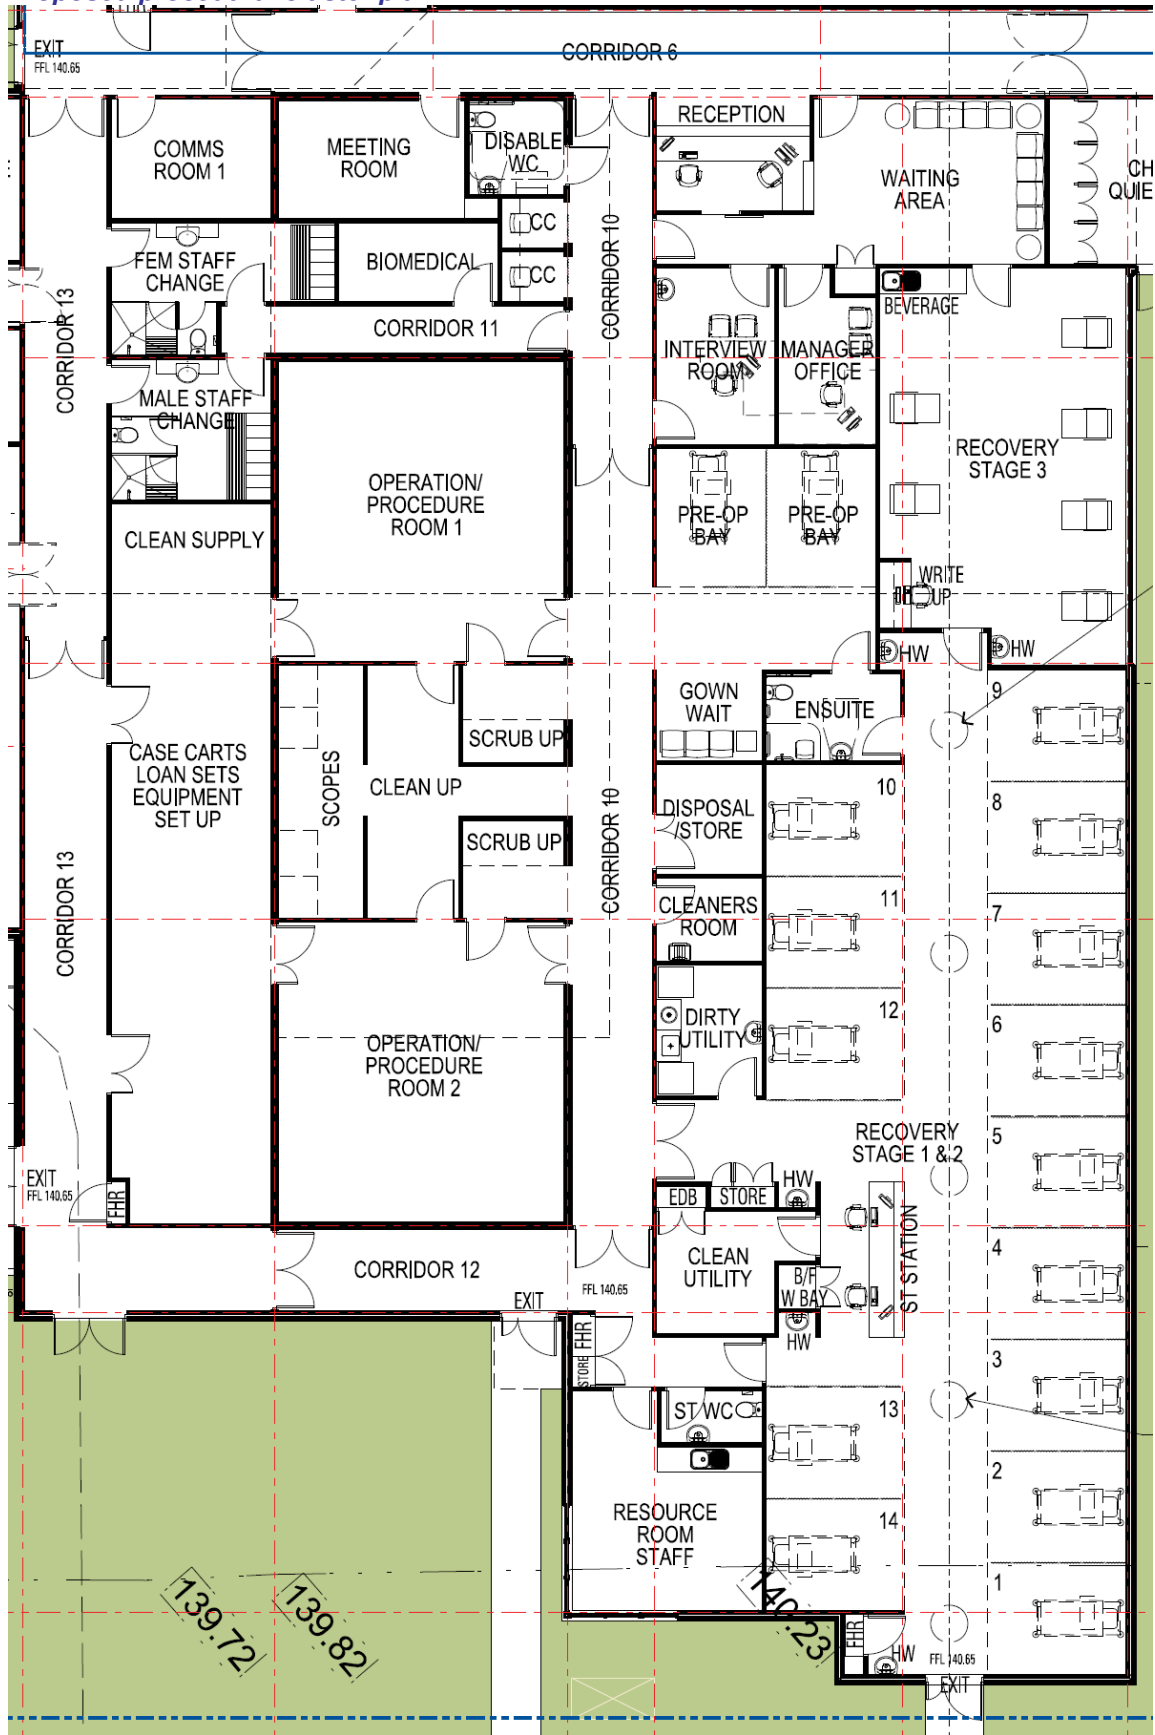 EXIT
FFL 140.65
CORRIDOR 6
COMMS
ROOM 1
MEETING
ROOM
DISABLE
WC
RECEPTION
WAITING
AREA
CC
CC
CORRIDOR 10
FEM STAFF
CHANGE
BIOMEDICAL
CORRIDOR 11
CORRIDOR 13
MALE STAFF
CHANGE
INTERVIEW
ROOM
MANAGER
OFFICE
BEVERAGE
RECOVERY
STAGE 3
OPERATION/
PROCEDURE
ROOM 1
PRE-OP
BAY
PRE-OP
BAY
CLEAN SUPPLY
WRITE
UP
HW
HW
GOWN
WAIT
ENSUITE
9
SCRUB UP
CASE CARTS
LOAN SETS
EQUIPMENT
SET UP
SCOPES
CLEAN UP
SCRUB UP
CORRIDOR 10
DISPOSAL
/STORE
10
8
CORRIDOR 13
CLEANERS
ROOM
11
7
DIRTY
UTILITY
12
6
OPERATION/
PROCEDURE
ROOM 2
RECOVERY
STAGE 1 & 2
5
EXIT
FFL 140.65
FHR
EDB
STORE
HW
CLEAN
UTILITY
ST STATION
4
CORRIDOR 12
FFL 140.65
B/F
W BAY
EXIT
HW
FHR
STORE
3
ST WC
13
2
RESOURCE
ROOM
STAFF
14
1
139.72
139.82
140.23
FHR
HW
FFL 140.65
EXIT